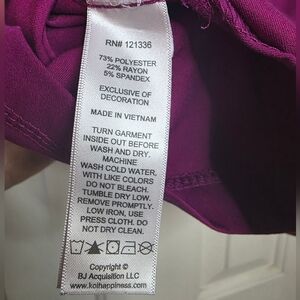 RN# 121336
73% POLYESTER
22% RAYON
5% SPANDEX
EXCLUSIVE OF
DECORATION
MADE IN VIETNAM
TURN GARMENT
INSIDE OUT BEFORE
WASH AND DRY.
MACHINE
WASH COLD WATER,
WITH LIKE COLORS
DO NOT BLEACH.
TUMBLE DRY LOW.
REMOVE PROMPTLY.
LOW IRON, USE
PRESS CLOTH. DO
NOT DRY CLEAN.
Copyright ©
BJ Acquisition LLC
www.koihappiness.com